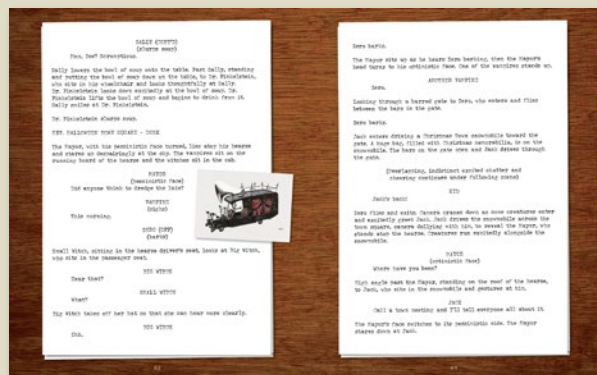 SALLY (CONT'D)
(slurps soup)
See? Scrumptious.
Sally lowers the bowl of soup onto the table. Past Sally, standing
and setting the bowl of soup down on the table, to Dr. Finkelstein,
who sits in his wheelchair and looks thoughtfully at Sally.
Dr. Finkelstein looks down excitedly at the bowl of soup.
Dr. Finkelstein lifts the bowl of soup and begins to drink from it.
Sally smiles at Dr. Finkelstein.
Dr. Finkelstein slurps soup.
EXT. HALLOWEEN TOWN SQUARE -
The Mayor, with his pessimistic face turned, lies atop his hearse
and stares up despairingly at the sky. The vampires sit on the
running board of the hearse and the witches sit in the cab.
MAYOR
(pessimistic face)
Did anyone think to dredge the lake?
VAMPIRE
(sighs)
This morning.
ZERO (OFF)
(barks)
Small Witch, sitting in the hearse driver's seat, looks at Big Witch,
who sits in the passenger seat.
BIG WITCH
Hear that?
SMALL WITCH
What?
Big Witch takes off her hat so that she can hear more clearly.
BIG WITCH
Shh.
62
Zero barks.
The Mayor sits up as he hears Zero barking, then the Mayor's
head turns to his optimistic face. One of the vampires stands up.
ANOTHER VAMPIRE
Zero.
Looking through a barred gate to Zero, who enters and flies
between the bars in the gate.
Zero barks.
Jack enters driving a Christmas Town snowmobile toward the
gate. A huge bag, filled with Christmas memorabilia, is on the
snowmobile. The bars on the gate open and Jack drives through
the gate.
(overlapping, indistinct excited chatter and
cheering continues under following scene)
KID
Jack's back!
Zero flies and exits. Camera cranes down as more creatures enter
and excitedly greet Jack. Jack drives the snowmobile across the
town square, camera dollying with him, to reveal the Mayor, who
stands atop the hearse. Creatures run excitedly alongside the
snowmobile.
MAYOR
(optimistic face)
Where have you been?
High angle past the Mayor, standing on the roof of the hearse,
to Jack, who sits in the snowmobile and gestures at him.
JACK
Call a town meeting and I'll tell everyone all about it.
The Mayor's face switches to its pessimistic side. The Mayor
stares down at Jack.
63